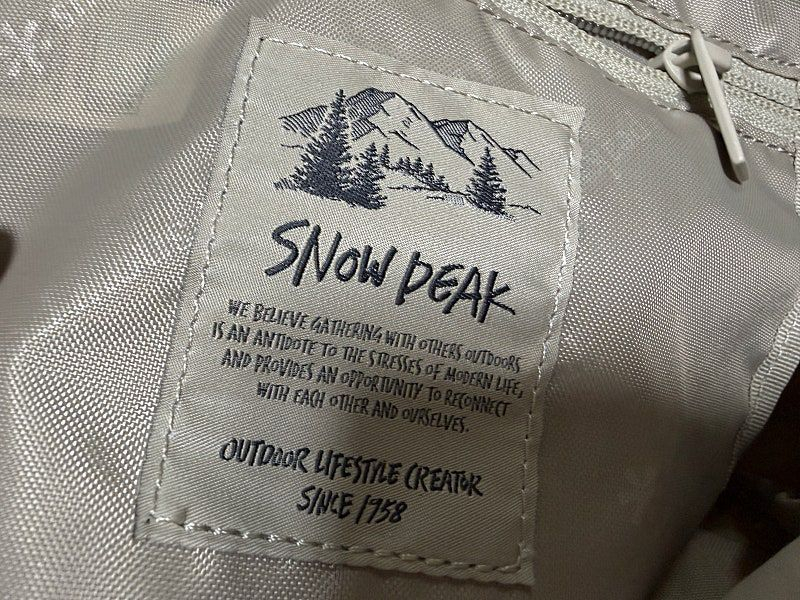 SNOW PEAK
WE BELIEVE GATHERING WITH OTHERS OUTDOORS
IS AN ANTIDOTE TO THE STRESSES OF MODERN LIFE,
AND PROVIDES AN OPPORTUNITY TO RECONNECT
WITH EACH OTHER AND OURSELVES.
OUTDOOR LIFESTYLE CREATOR
SINCE 1958